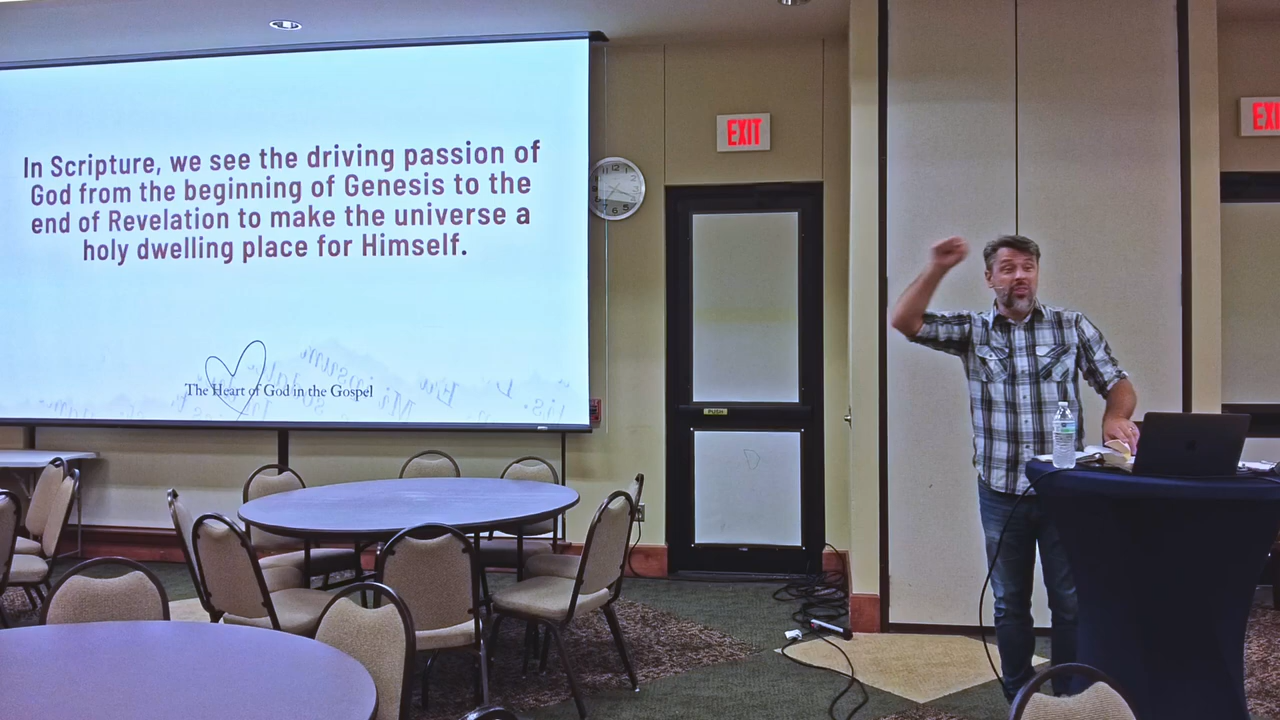 In Scripture, we see the driving passion of
God from the beginning of Genesis to the
end of Revelation to make the universe a
holy dwelling place for Himself.
The Heart of God in the Gospel
EXIT
PUSH
EXI